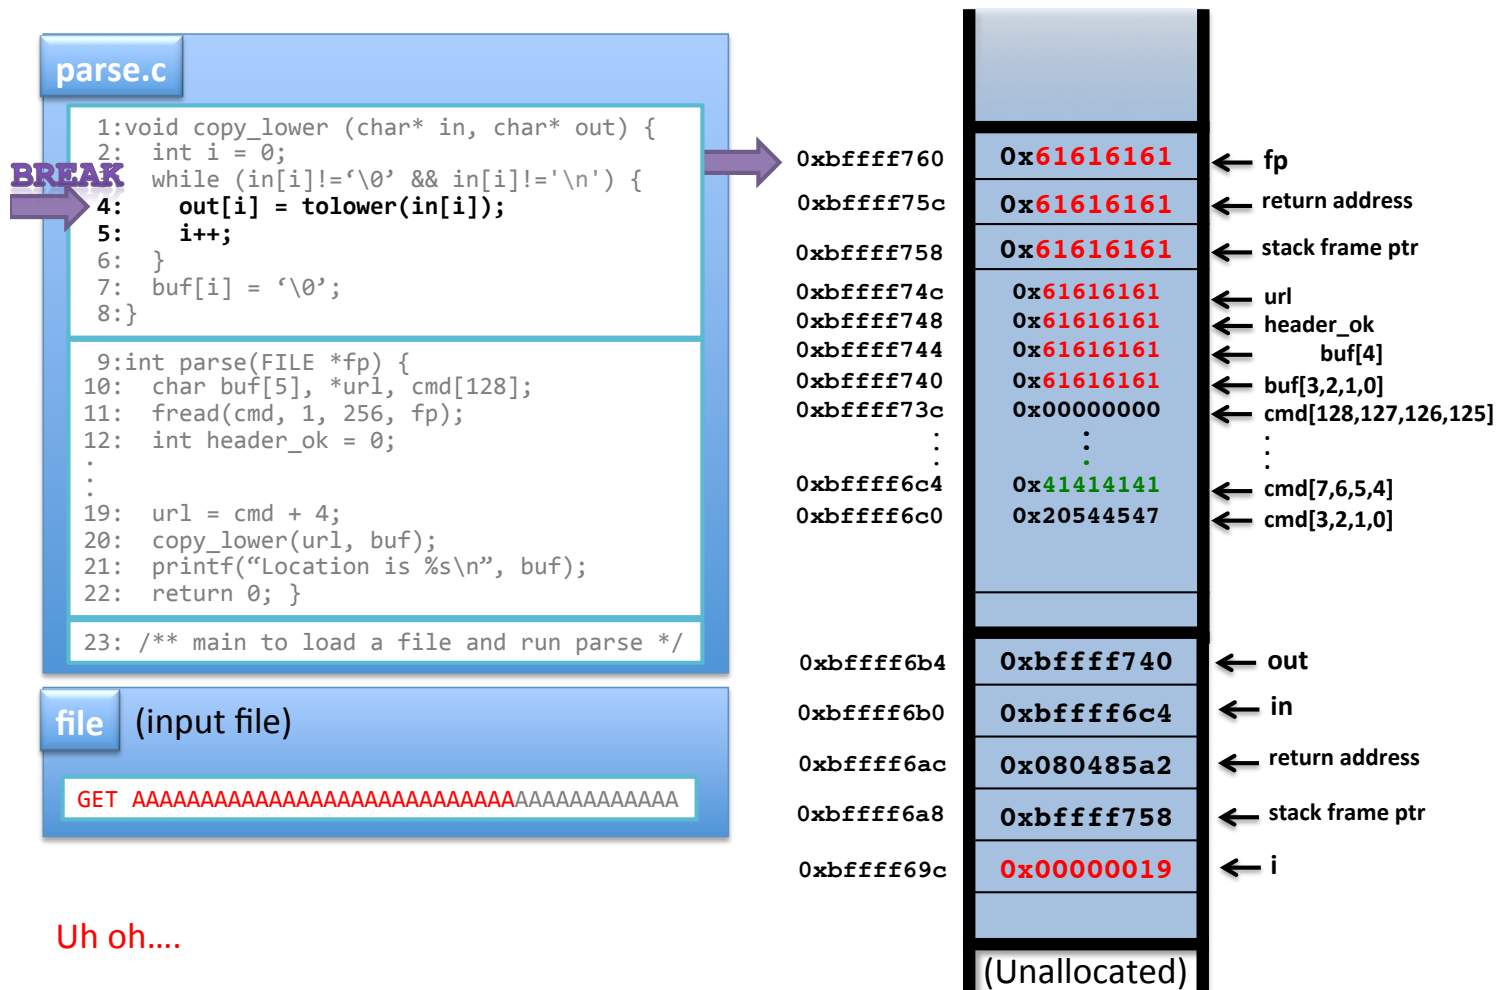 parse.c
1:void copy_lower (char* in, char* out) {
2:  int i = 0;
BREAK
while (in[i]!=‘\0’ && in[i]!='\n') {
4:    out[i] = tolower(in[i]);
5:    i++;
6:  }
7:  buf[i] = ‘\0’;
8:}
9:int parse(FILE *fp) {
10:  char buf[5], *url, cmd[128];
11:  fread(cmd, 1, 256, fp);
12:  int header_ok = 0;
.
.
19:  url = cmd + 4;
20:  copy_lower(url, buf);
21:  printf(“Location is %s\n”, buf);
22:  return 0; }
23: /** main to load a file and run parse */
file (input file)
GET AAAAAAAAAAAAAAAAAAAAAAAAAAAAAAAAAAAAAAAA
Uh oh....
0xbffff760 0x61616161 fp
0xbffff75c 0x61616161 return address
0xbffff758 0x61616161 stack frame ptr
0xbffff74c 0x61616161 url
0xbffff748 0x61616161 header_ok
0xbffff744 0x61616161 buf[4]
0xbffff740 0x61616161 buf[3,2,1,0]
0xbffff73c 0x00000000 cmd[128,127,126,125]
. . .
. . .
. . .
0xbffff6c4 0x41414141 cmd[7,6,5,4]
0xbffff6c0 0x20544547 cmd[3,2,1,0]
0xbffff6b4 0xbffff740 out
0xbffff6b0 0xbffff6c4 in
0xbffff6ac 0x080485a2 return address
0xbffff6a8 0xbffff758 stack frame ptr
0xbffff69c 0x00000019 i
(Unallocated)